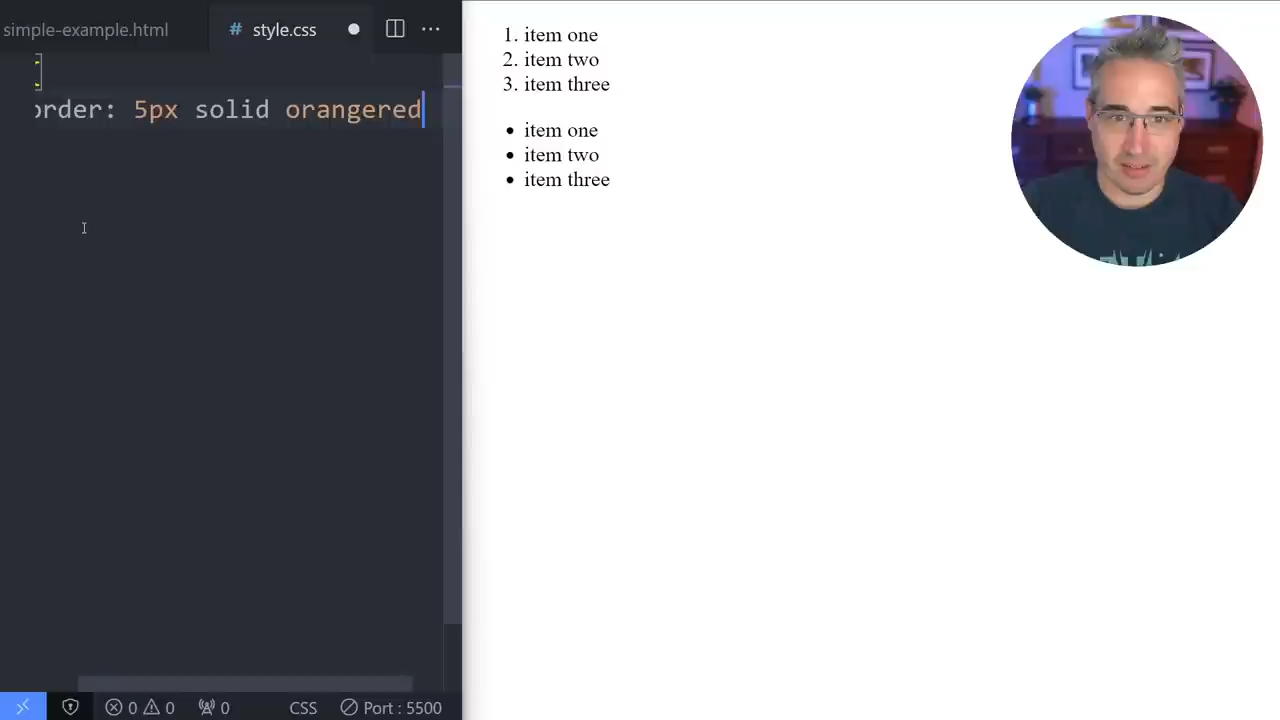 simple-example.html
# style.css
order: 5px solid orangered
0 0 0 CSS Port : 5500
1. item one
2. item two
3. item three
• item one
• item two
• item three